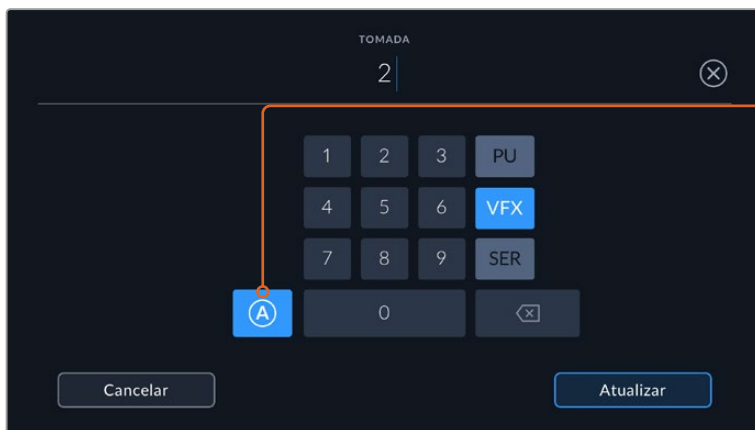 TOMADA
2
1 2 3 PU
4 5 6 VFX
7 8 9 SER
A 0
Cancelar Atualizar